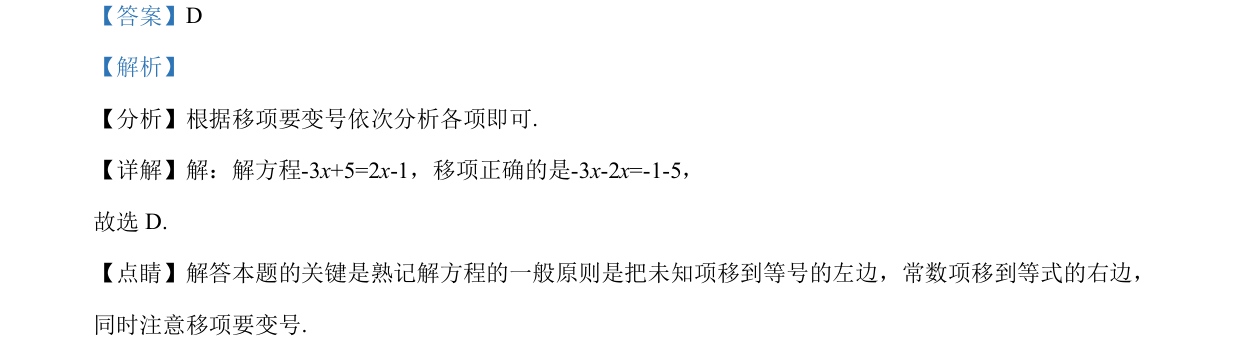 【答案】D
【解析】
【分析】根据移项要变号依次分析各项即可.
【详解】解：解方程-3x+5=2x-1，移项正确的是-3x-2x=-1-5，
故选 D.
【点睛】解答本题的关键是熟记解方程的一般原则是把未知项移到等号的左边，常数项移到等式的右边，
同时注意移项要变号.